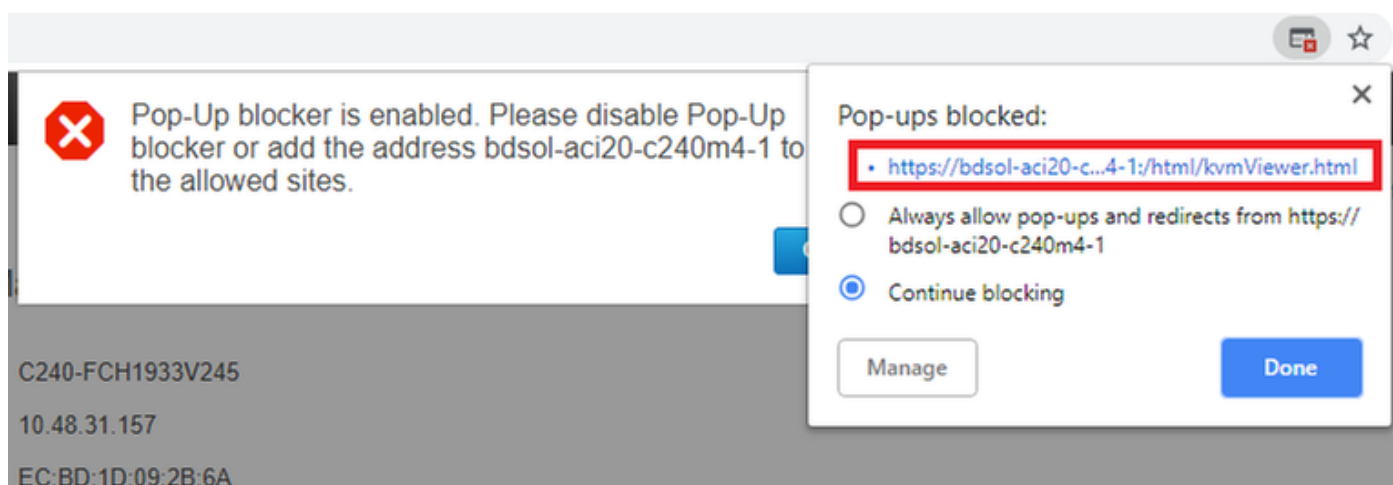 Pop-Up blocker is enabled. Please disable Pop-Up
blocker or add the address bdsol-aci20-c240m4-1 to
the allowed sites.
Pop-ups blocked:
• https://bdsol-aci20-c...4-1:/html/kvmViewer.html
Always allow pop-ups and redirects from https://
bdsol-aci20-c240m4-1
Continue blocking
Manage
Done
C240-FCH1933V245
10.48.31.157
EC:BD:1D:09:2B:6A